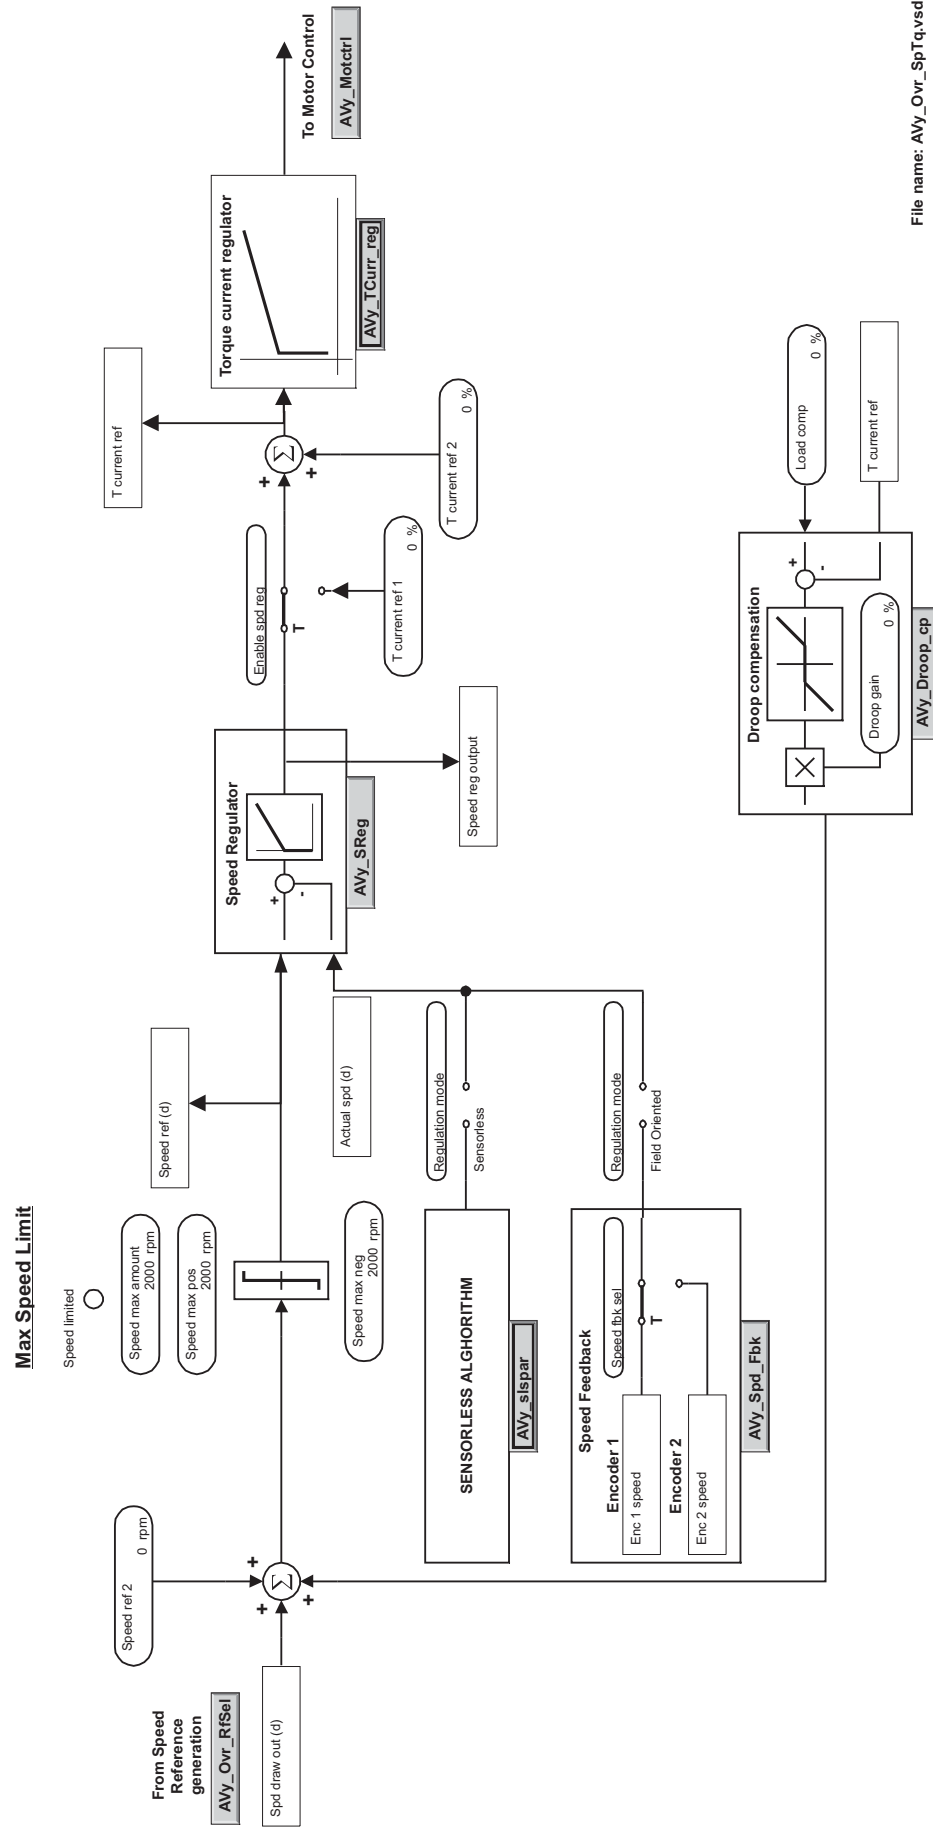 Max Speed Limit
Speed limited
Speed max amount
2000 rpm
Speed max pos
2000 rpm
Speed max neg
2000 rpm
From Speed
Reference
generation
AVy_Ovr_RfSel
Spd draw out (d)
Speed ref 2
0 rpm
+
+
+
Σ
Speed ref (d)
Actual spd (d)
Speed Regulator
+
-
AVy_SReg
Speed reg output
Enable spd reg
T
T current ref 1
0 %
T current ref 2
0 %
+
+
Σ
T current ref
Torque current regulator
AVy_TCurr_reg
To Motor Control
AVy_Motctrl
SENSORLESS ALGHORITHM
AVy_slspar
Regulation mode
Sensorless
Speed Feedback
Speed fbk sel
Encoder 1
Enc 1 speed
T
Encoder 2
Enc 2 speed
AVy_Spd_Fbk
Regulation mode
Field Oriented
Droop compensation
Droop gain
0 %
+
-
AVy_Droop_cp
Load comp
0 %
T current ref
File name: AVy_Ovr_SpTq.vsd